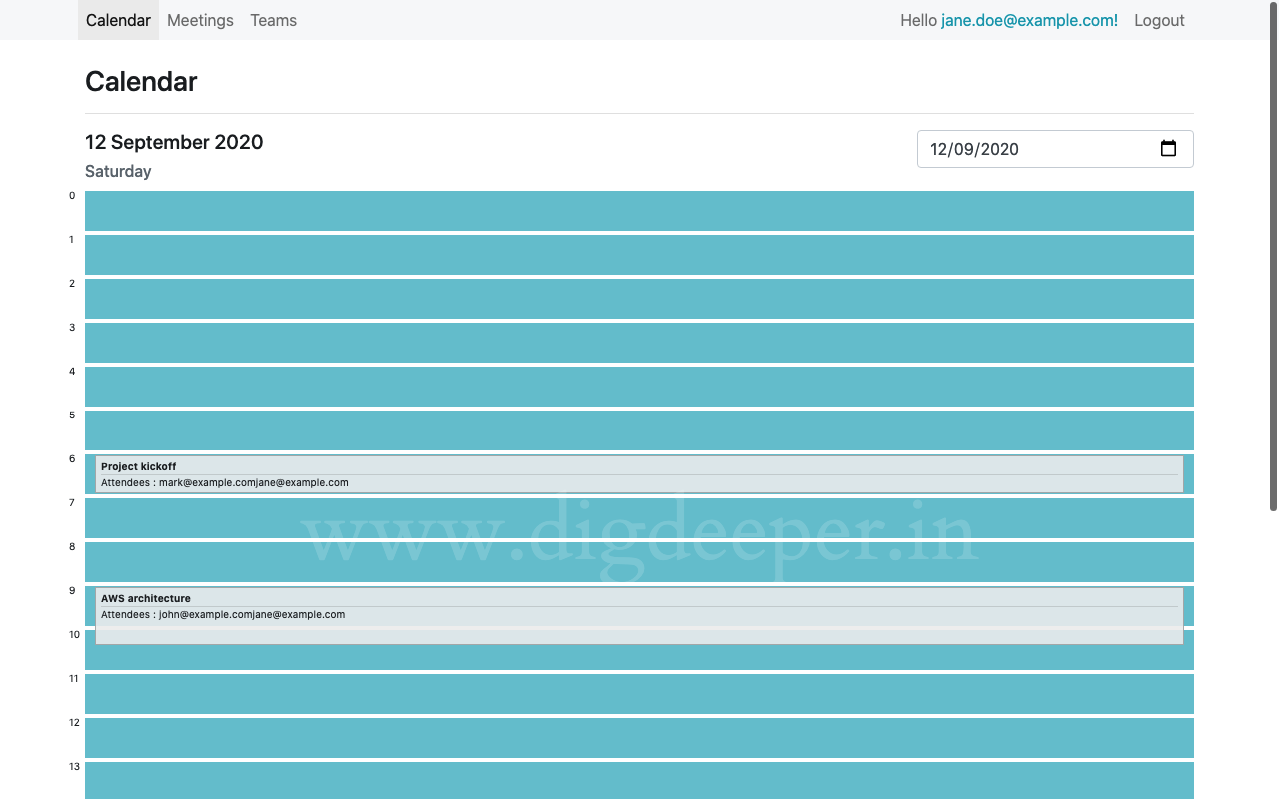 Calendar Meetings Teams Hello jane.doe@example.com! Logout
Calendar
12 September 2020 12/09/2020
Saturday
0
1
2
3
4
5
6
Project kickoff
Attendees : mark@example.comjane@example.com
7
www.digdeeper.in
8
9
AWS architecture
Attendees : john@example.comjane@example.com
10
11
12
13